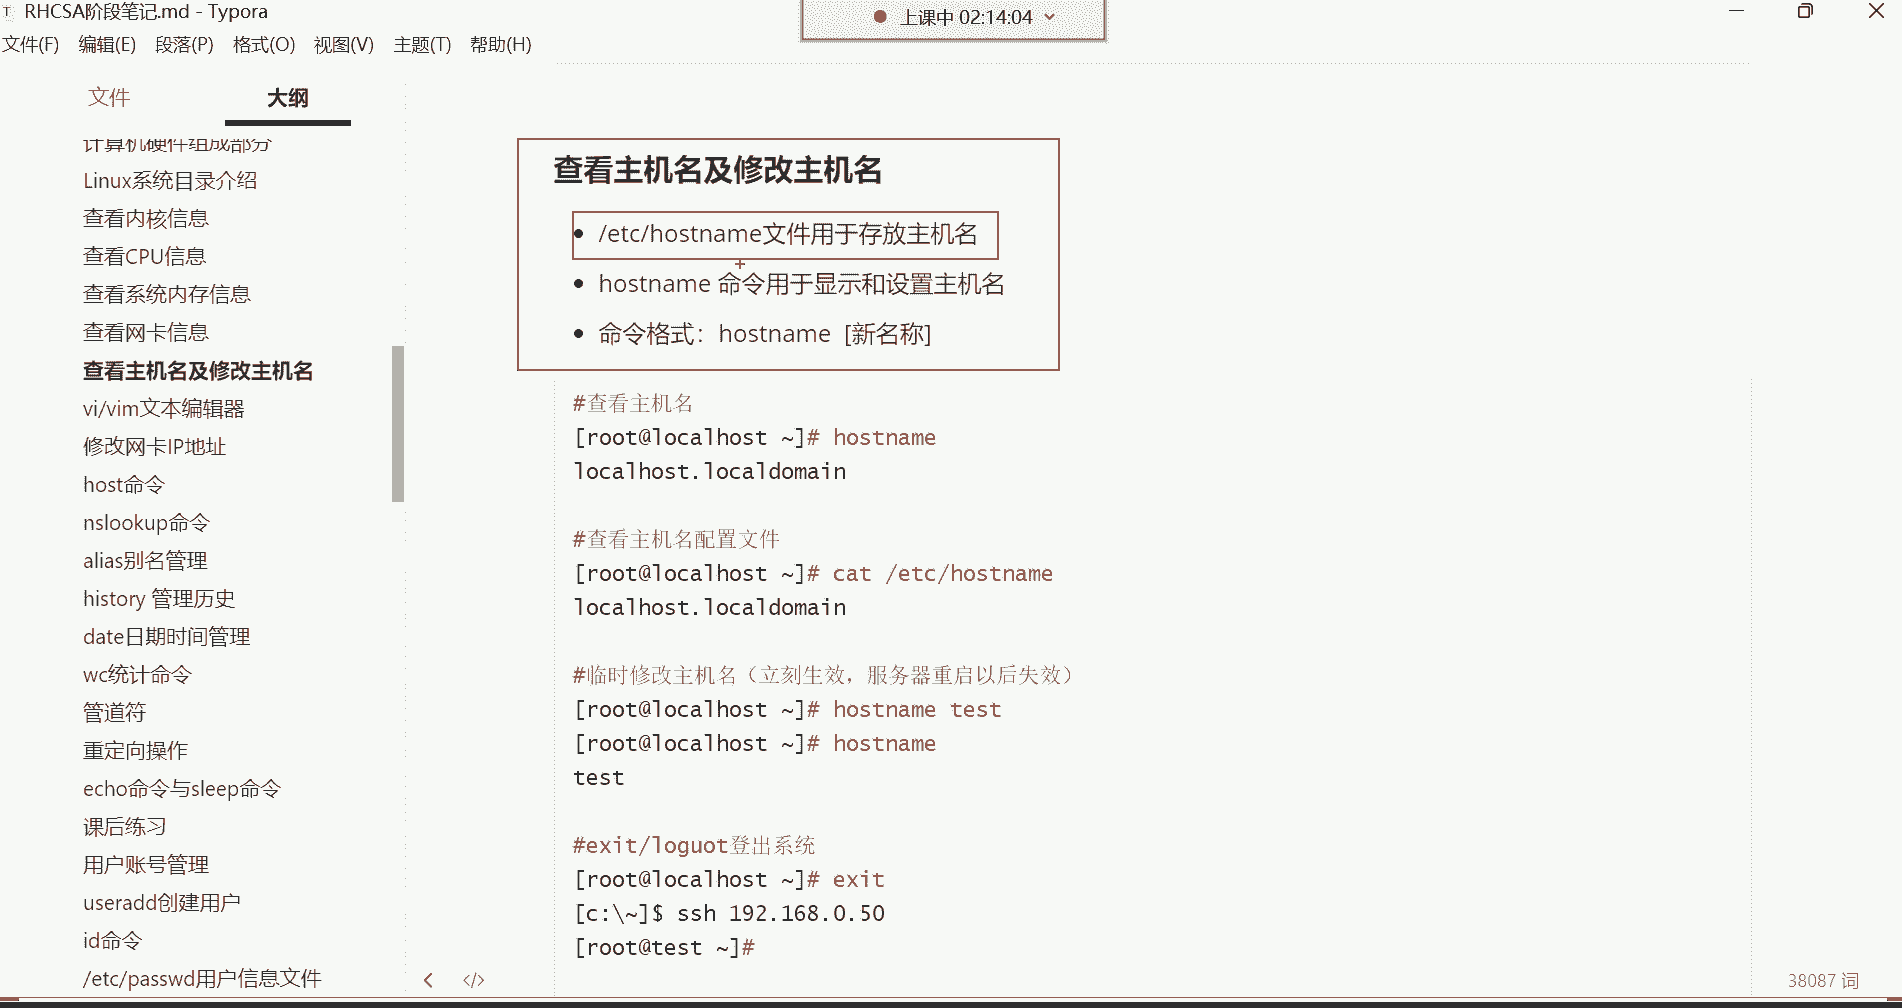 RHCSA阶段笔记.md - Typora
上课中 02:14:04
文件(F) 编辑(E) 段落(P) 格式(O) 视图(V) 主题(T) 帮助(H)
文件 大纲
计算机硬件组成部分
Linux系统目录介绍
查看内核信息
查看CPU信息
查看系统内存信息
查看网卡信息
查看主机名及修改主机名
vi/vim文本编辑器
修改网卡IP地址
host命令
nslookup命令
alias别名管理
history 管理历史
date日期时间管理
wc统计命令
管道符
重定向操作
echo命令与sleep命令
课后练习
用户账号管理
useradd创建用户
id命令
/etc/passwd用户信息文件
查看主机名及修改主机名
/etc/hostname文件用于存放主机名
hostname 命令用于显示和设置主机名
命令格式：hostname [新名称]
#查看主机名
[root@localhost ~]# hostname
localhost.localdomain
#查看主机名配置文件
[root@localhost ~]# cat /etc/hostname
localhost.localdomain
#临时修改主机名（立刻生效，服务器重启以后失效）
[root@localhost ~]# hostname test
[root@localhost ~]# hostname
test
#exit/loguot登出系统
[root@localhost ~]# exit
[c:\~]$ ssh 192.168.0.50
[root@test ~]#
38087 词